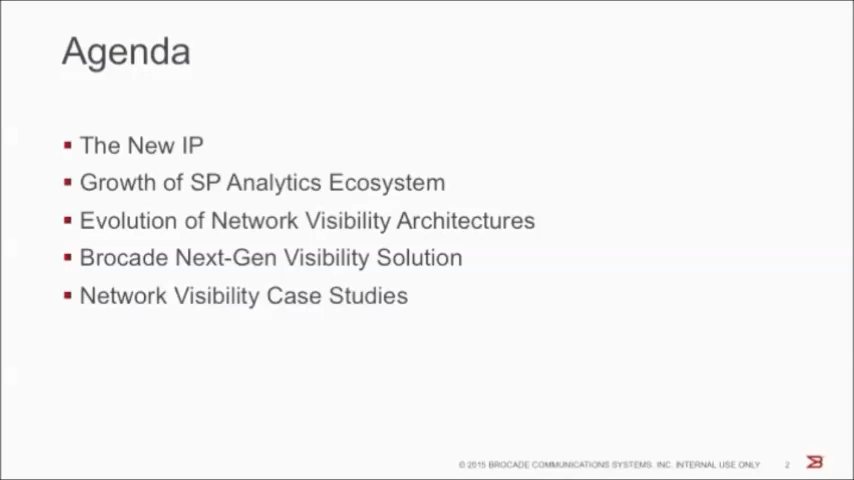 Agenda
The New IP
Growth of SP Analytics Ecosystem
Evolution of Network Visibility Architectures
Brocade Next-Gen Visibility Solution
Network Visibility Case Studies
© 2015 BROCADE COMMUNICATIONS SYSTEMS, INC. INTERNAL USE ONLY 2